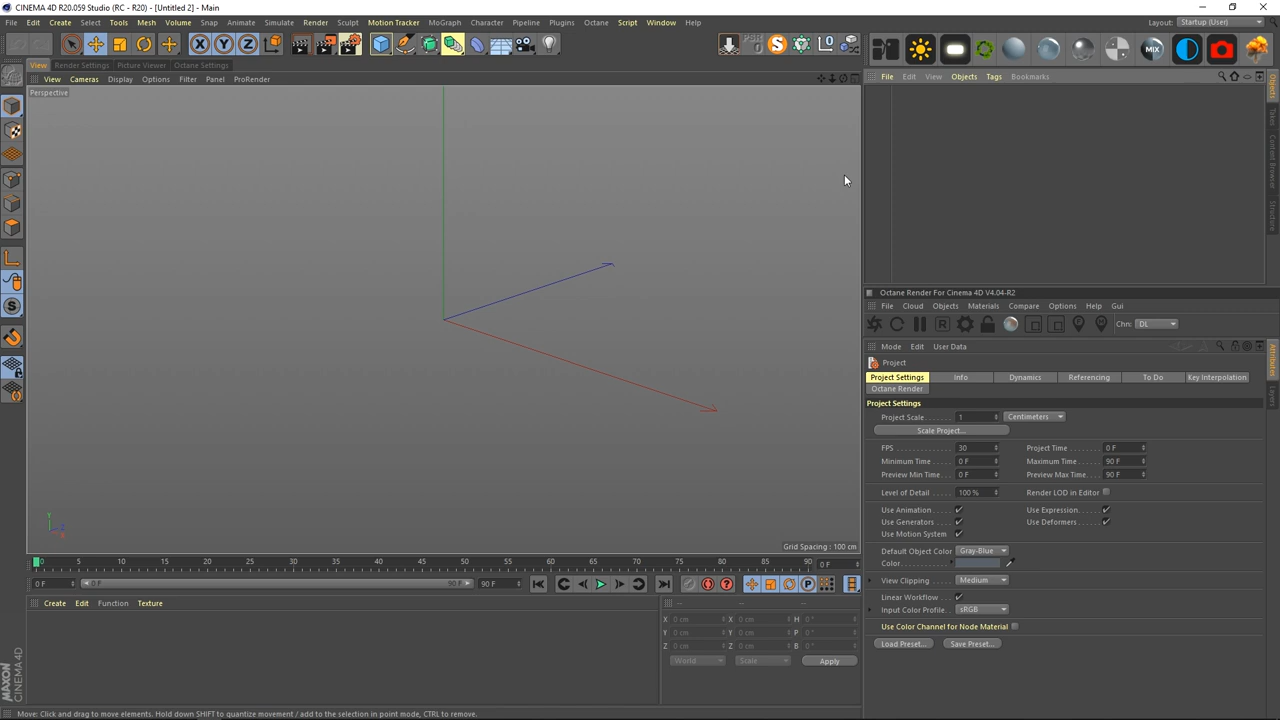 CINEMA 4D R20.059 Studio (RC - R20) - [Untitled 2] - Main
File Edit Create Select Tools Mesh Volume Snap Animate Simulate Render Sculpt Motion Tracker MoGraph Character Pipeline Plugins Octane Script Window Help
Layout: Startup (User)
X Y Z
PSR
S
MIX
View Render Settings Picture Viewer Octane Settings
View Cameras Display Options Filter Panel ProRender
File Edit View Objects Tags Bookmarks
Perspective
Objects
Takes
Content Browser
Structure
Octane Render For Cinema 4D V4.04-R2
File Cloud Objects Materials Compare Options Help Gui
R
Chn: DL
Mode Edit User Data
Project
Project Settings Info Dynamics Referencing To Do Key Interpolation
Octane Render
Attributes
Layers
Project Settings
Project Scale 1 Centimeters
Scale Project...
FPS 30 Project Time 0 F
Minimum Time 0 F Maximum Time 90 F
Preview Min Time 0 F Preview Max Time 90 F
Level of Detail 100 % Render LOD in Editor
Use Animation Use Expression
Use Generators Use Deformers
Use Motion System
Default Object Color Gray-Blue
Color
View Clipping Medium
Linear Workflow
Input Color Profile sRGB
Use Color Channel for Node Material
Load Preset... Save Preset...
Y
Z
X
Grid Spacing : 100 cm
0 5 10 15 20 25 30 35 40 45 50 55 60 65 70 75 80 85 90 0 F
0 F 0 F 90 F 90 F
P
Create Edit Function Texture
-- -- --
X 0 cm X 0 cm H 0 °
Y 0 cm Y 0 cm P 0 °
Z 0 cm Z 0 cm B 0 °
World Scale Apply
MAXON
CINEMA 4D
Move: Click and drag to move elements. Hold down SHIFT to quantize movement / add to the selection in point mode, CTRL to remove.